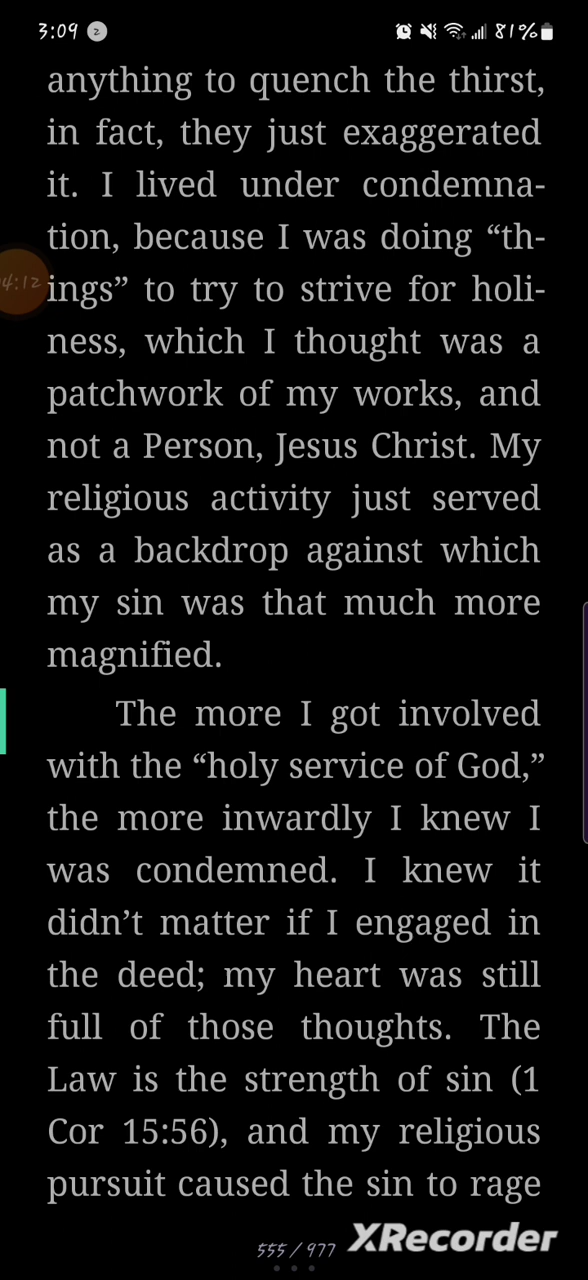 3:09 2 81%
anything to quench the thirst,
in fact, they just exaggerated
it. I lived under condemna-
tion, because I was doing “th-
04:12
ings” to try to strive for holi-
ness, which I thought was a
patchwork of my works, and
not a Person, Jesus Christ. My
religious activity just served
as a backdrop against which
my sin was that much more
magnified.
The more I got involved
with the “holy service of God,”
the more inwardly I knew I
was condemned. I knew it
didn’t matter if I engaged in
the deed; my heart was still
full of those thoughts. The
Law is the strength of sin (1
Cor 15:56), and my religious
pursuit caused the sin to rage
555 / 977
XRecorder